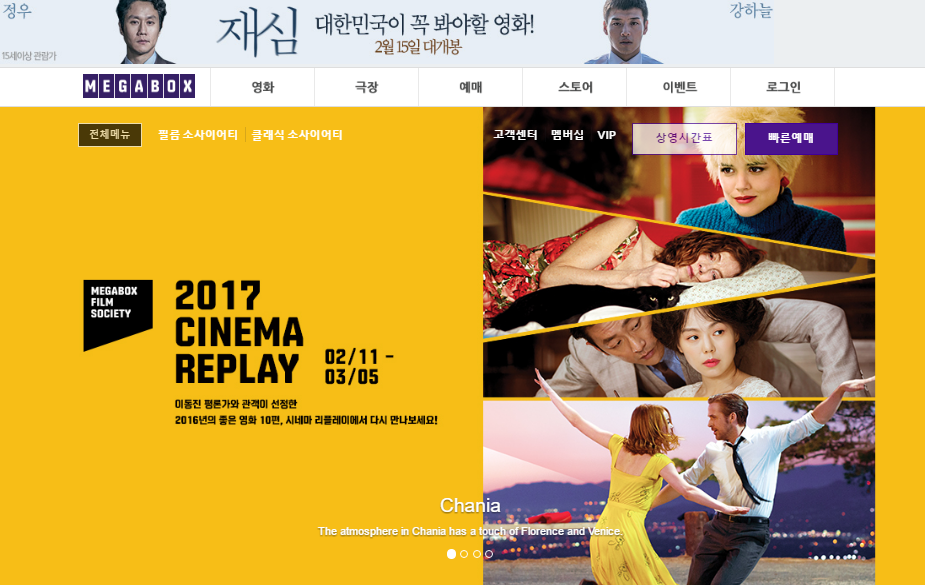 정우
재심
대한민국이 꼭 봐야할 영화!
2월 15일 대개봉
강하늘
15세이상 관람가
MEGABOX
영화
극장
예매
스토어
이벤트
로그인
전체메뉴
필름 소사이어티
클래식 소사이어티
고객센터
멤버십
VIP
상영시간표
빠른예매
MEGABOX
FILM
SOCIETY
2017
CINEMA
REPLAY
02/11 -
03/05
이동진 평론가와 관객이 선정한
2016년의 좋은 영화 10편, 시네마 리플레이에서 다시 만나보세요!
Chania
The atmosphere in Chania has a touch of Florence and Venice.